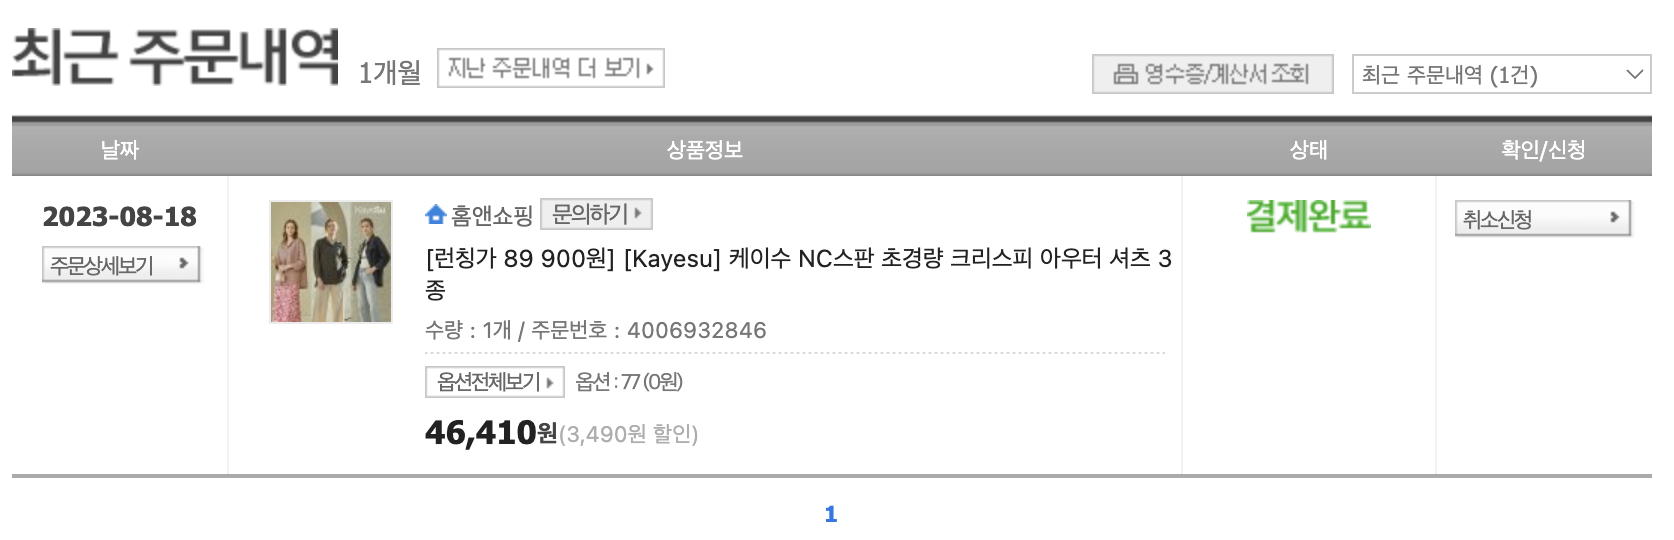 최근 주문내역 1개월 지난 주문내역 더 보기 영수증/계산서 조회 최근 주문내역 (1건)
날짜 상품정보 상태 확인/신청
2023-08-18
주문상세보기
Kayesu
홈앤쇼핑 문의하기
[런칭가 89 900원] [Kayesu] 케이수 NC스판 초경량 크리스피 아우터 셔츠 3
종
수량 : 1개 / 주문번호 : 4006932846
옵션전체보기 옵션 : 77 (0원)
46,410원(3,490원 할인)
결제완료
취소신청
1